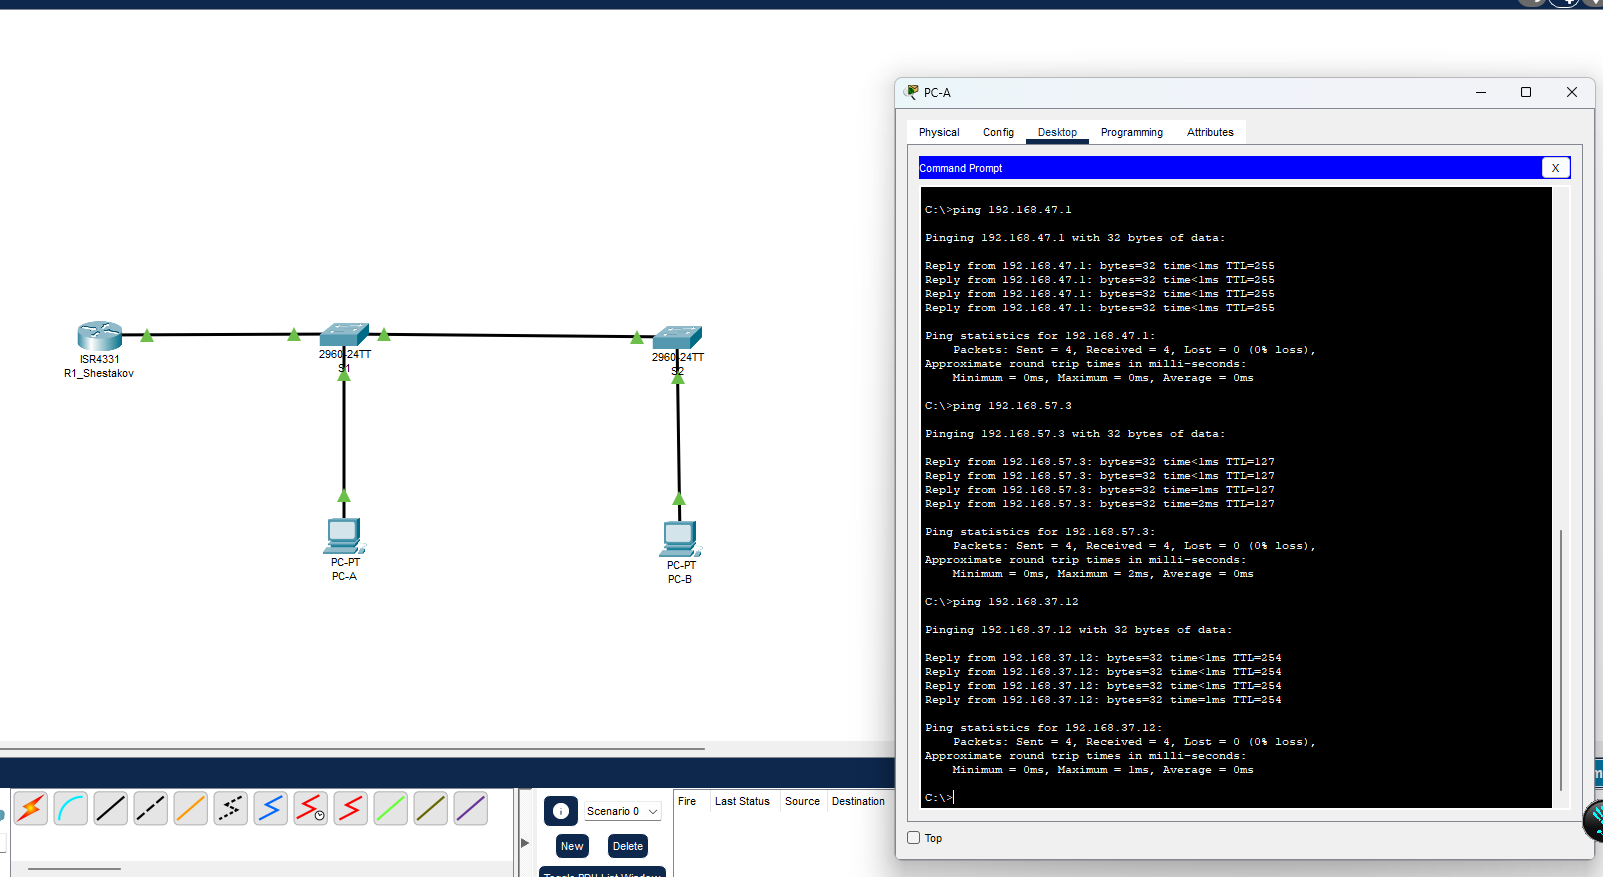 ISR4331
R1_Shestakov
2960-24TT
S1
2960-24TT
S2
PC-PT
PC-A
PC-PT
PC-B
Scenario 0
New
Delete
Fire
Last Status
Source
Destination
PC-A
Physical
Config
Desktop
Programming
Attributes
Command Prompt
X
C:\>ping 192.168.47.1
Pinging 192.168.47.1 with 32 bytes of data:
Reply from 192.168.47.1: bytes=32 time<1ms TTL=255
Reply from 192.168.47.1: bytes=32 time<1ms TTL=255
Reply from 192.168.47.1: bytes=32 time<1ms TTL=255
Reply from 192.168.47.1: bytes=32 time<1ms TTL=255
Ping statistics for 192.168.47.1:
Packets: Sent = 4, Received = 4, Lost = 0 (0% loss),
Approximate round trip times in milli-seconds:
Minimum = 0ms, Maximum = 0ms, Average = 0ms
C:\>ping 192.168.57.3
Pinging 192.168.57.3 with 32 bytes of data:
Reply from 192.168.57.3: bytes=32 time<1ms TTL=127
Reply from 192.168.57.3: bytes=32 time<1ms TTL=127
Reply from 192.168.57.3: bytes=32 time=1ms TTL=127
Reply from 192.168.57.3: bytes=32 time=2ms TTL=127
Ping statistics for 192.168.57.3:
Packets: Sent = 4, Received = 4, Lost = 0 (0% loss),
Approximate round trip times in milli-seconds:
Minimum = 0ms, Maximum = 2ms, Average = 0ms
C:\>ping 192.168.37.12
Pinging 192.168.37.12 with 32 bytes of data:
Reply from 192.168.37.12: bytes=32 time<1ms TTL=254
Reply from 192.168.37.12: bytes=32 time<1ms TTL=254
Reply from 192.168.37.12: bytes=32 time<1ms TTL=254
Reply from 192.168.37.12: bytes=32 time=1ms TTL=254
Ping statistics for 192.168.37.12:
Packets: Sent = 4, Received = 4, Lost = 0 (0% loss),
Approximate round trip times in milli-seconds:
Minimum = 0ms, Maximum = 1ms, Average = 0ms
C:\>
Top